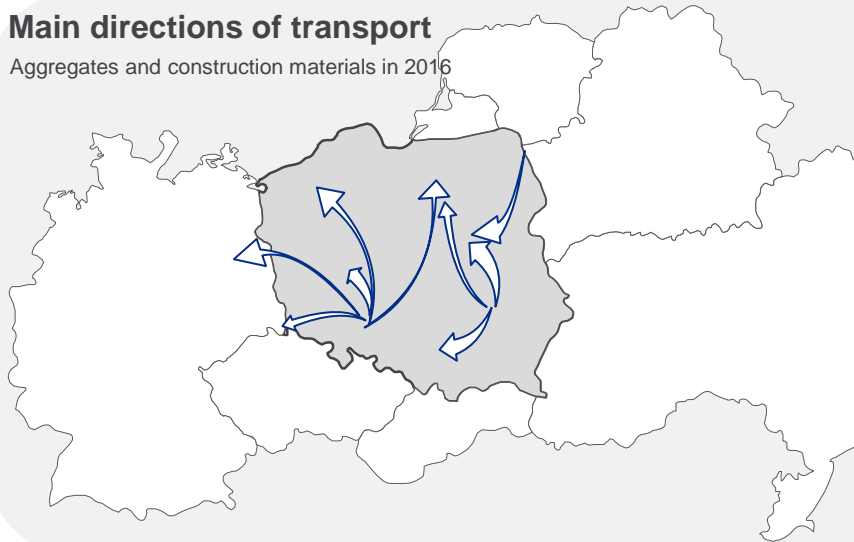 Main directions of transport
Aggregates and construction materials in 2016